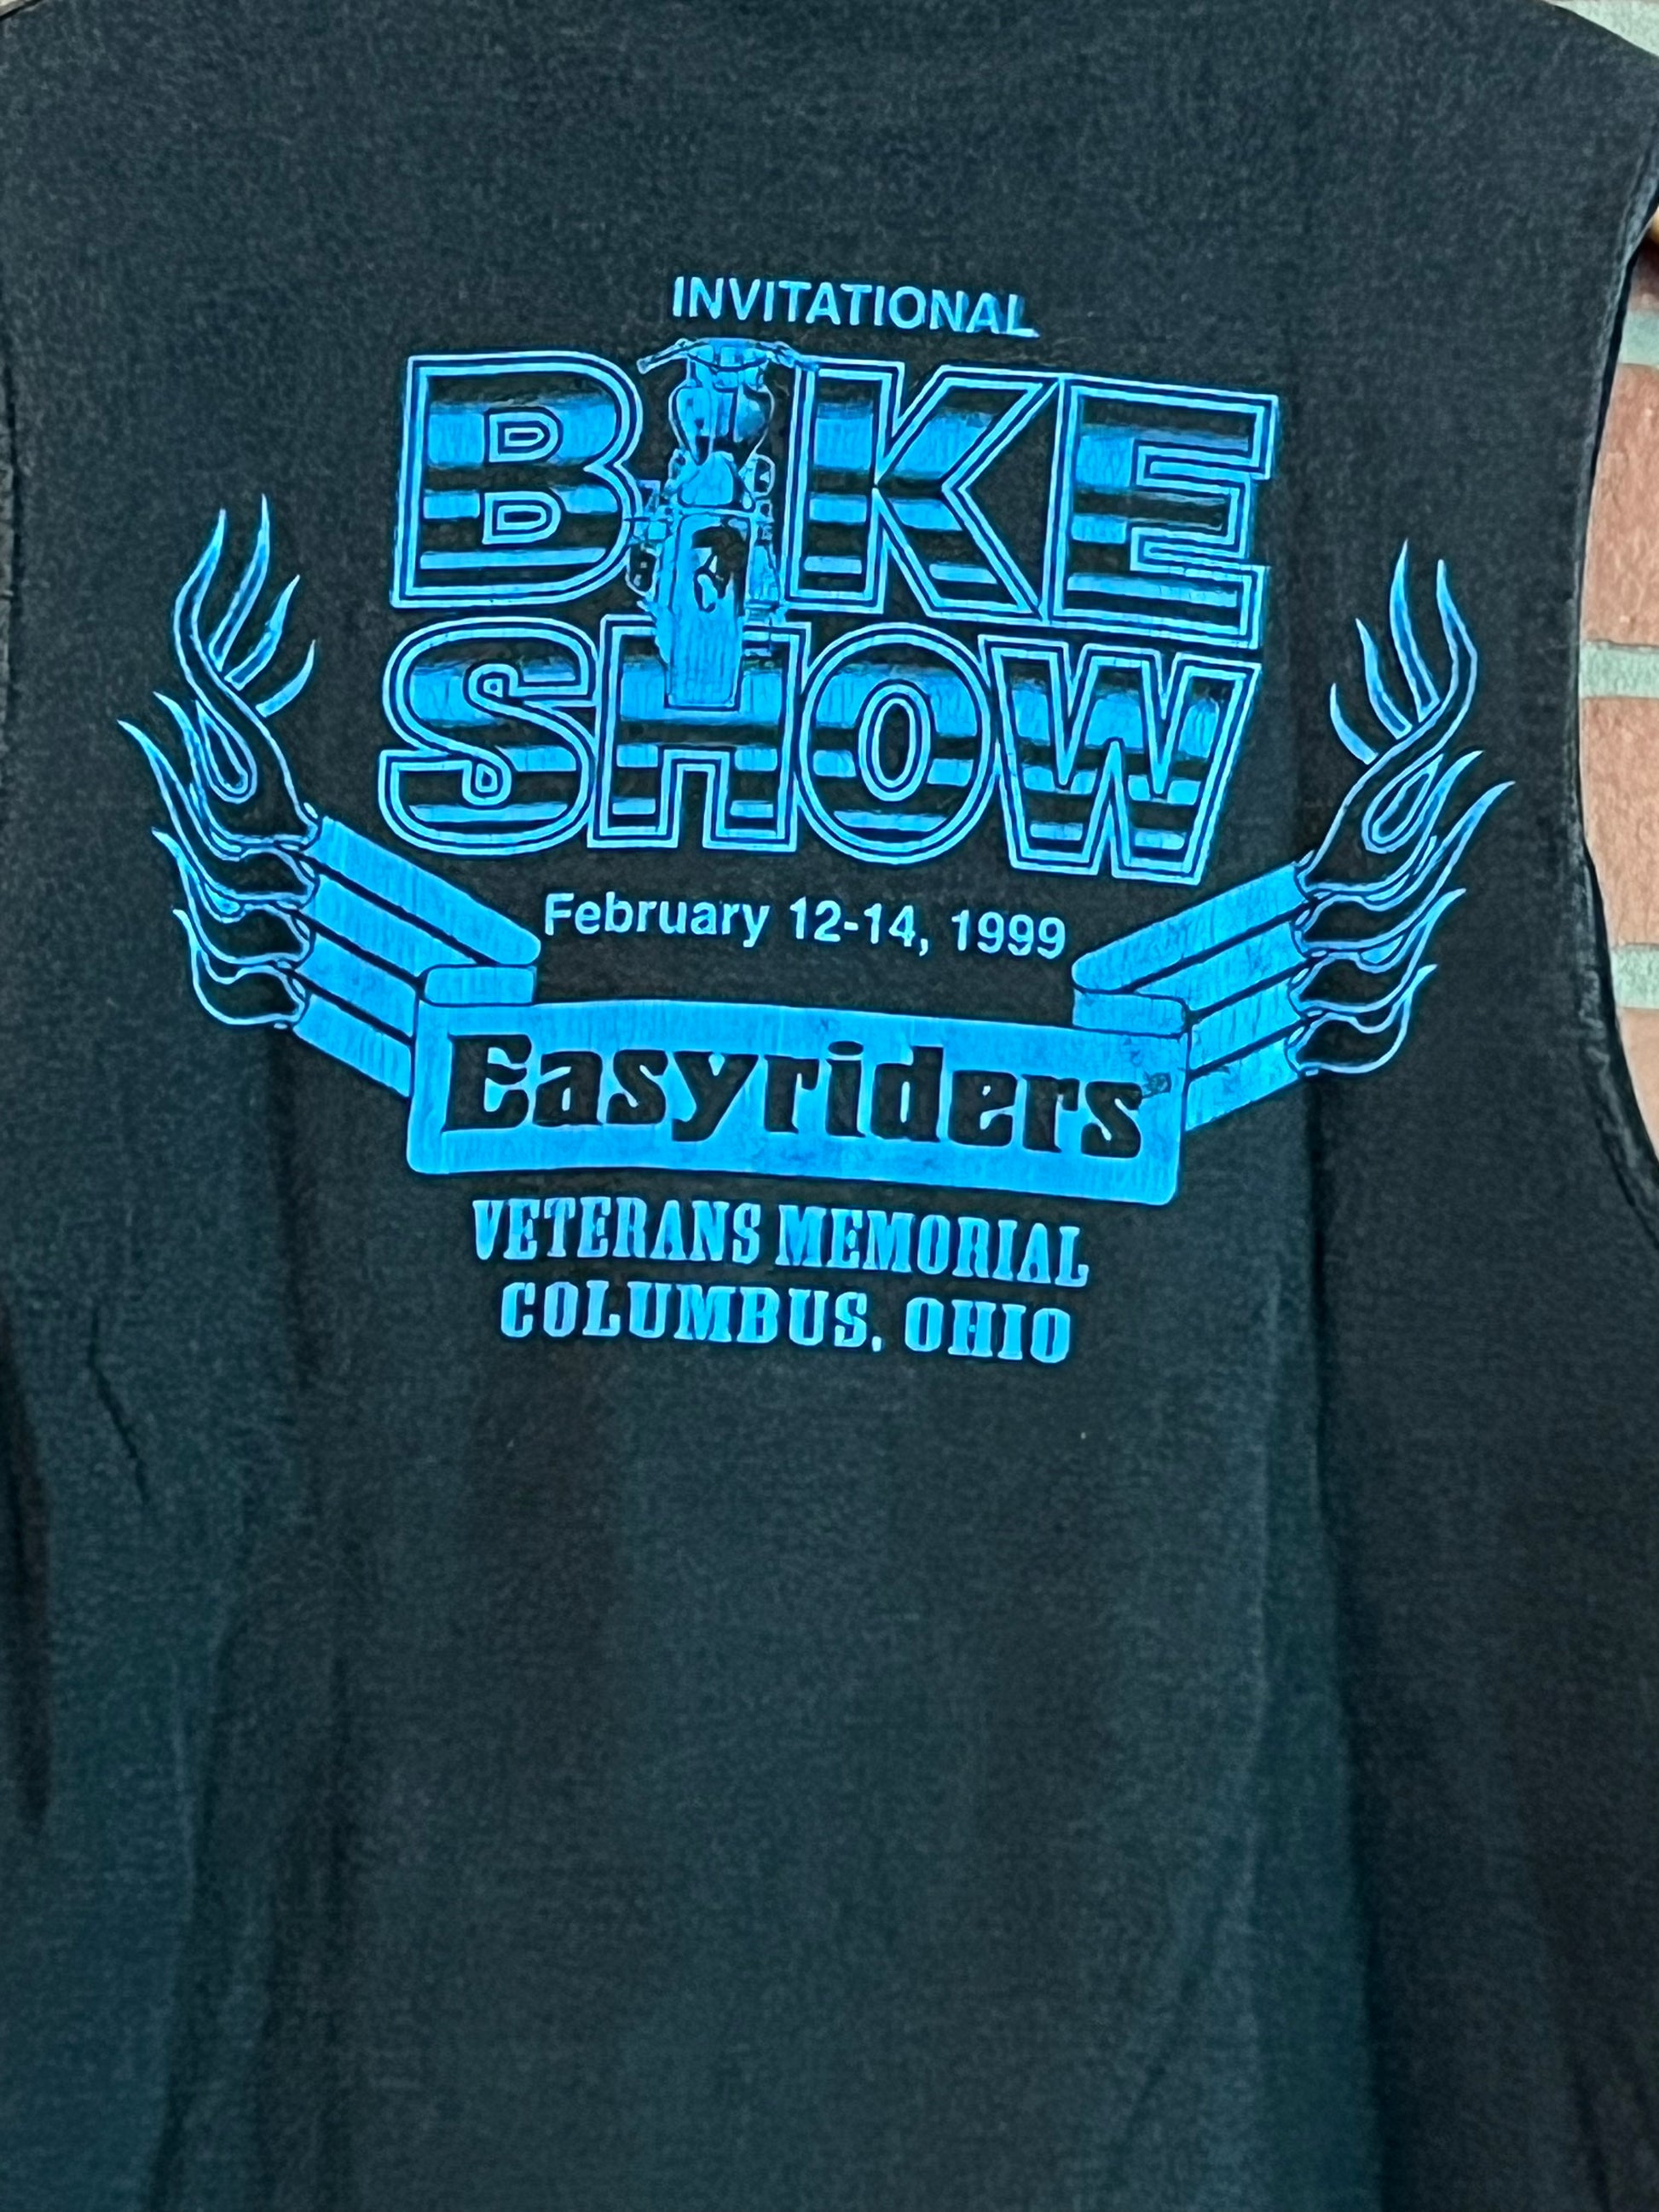 INVITATIONAL
BIKE
SHOW
February 12-14, 1999
Easyriders®
VETERANS MEMORIAL
COLUMBUS, OHIO